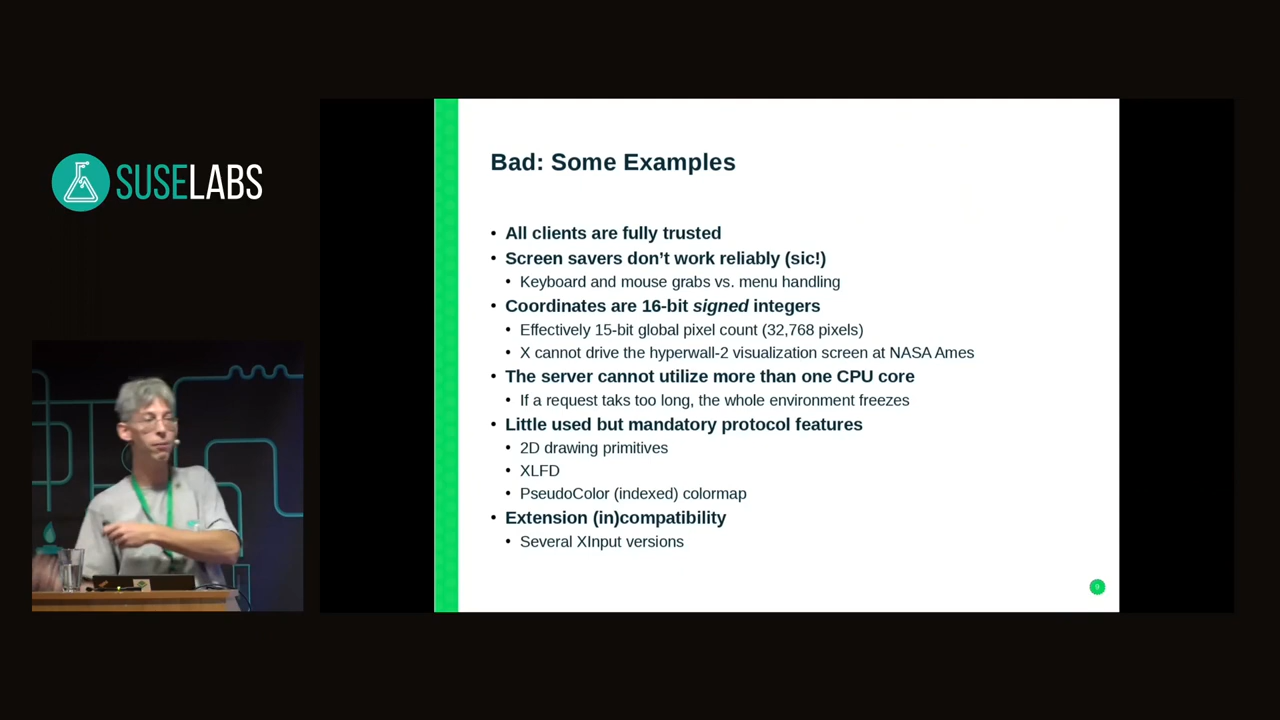 SUSELABS
Bad: Some Examples
• All clients are fully trusted
• Screen savers don’t work reliably (sic!)
• Keyboard and mouse grabs vs. menu handling
• Coordinates are 16-bit signed integers
• Effectively 15-bit global pixel count (32,768 pixels)
• X cannot drive the hyperwall-2 visualization screen at NASA Ames
• The server cannot utilize more than one CPU core
• If a request taks too long, the whole environment freezes
• Little used but mandatory protocol features
• 2D drawing primitives
• XLFD
• PseudoColor (indexed) colormap
• Extension (in)compatibility
• Several XInput versions
9